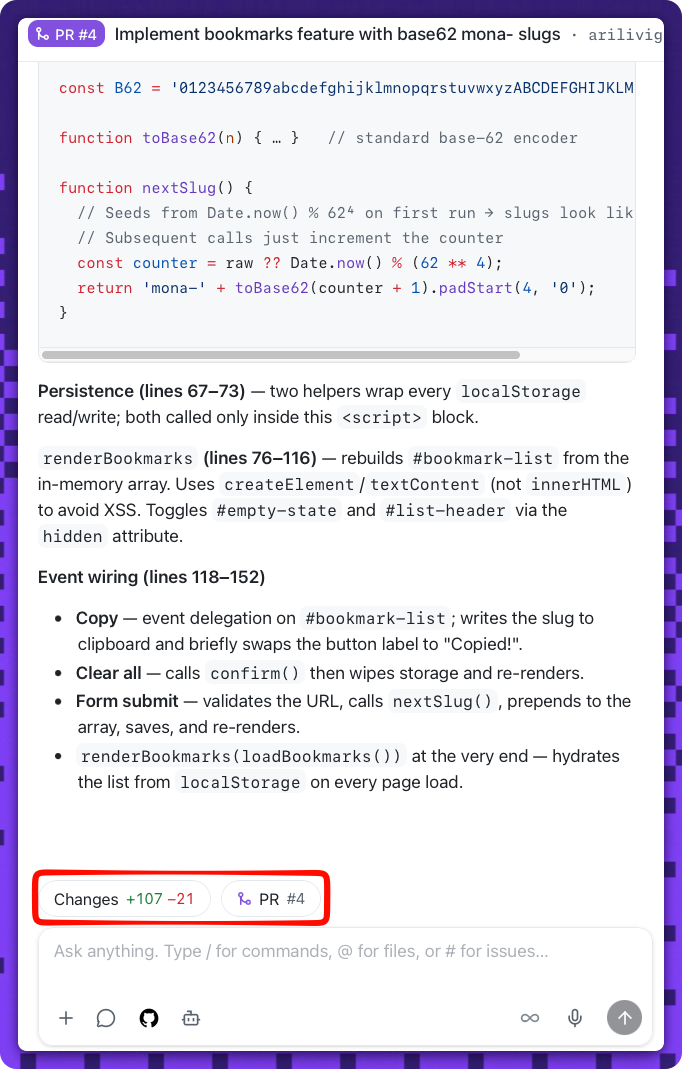 PR #4 Implement bookmarks feature with base62 mona- slugs · arilivig
const B62 = '0123456789abcdefghijklmnopqrstuvwxyzABCDEFGHIJKLM
function toBase62(n) { … } // standard base-62 encoder
function nextSlug() {
// Seeds from Date.now() % 62⁴ on first run → slugs look lik
// Subsequent calls just increment the counter
const counter = raw ?? Date.now() % (62 ** 4);
return 'mona-' + toBase62(counter + 1).padStart(4, '0');
}
Persistence (lines 67–73) — two helpers wrap every localStorage
read/write; both called only inside this <script> block.
renderBookmarks (lines 76–116) — rebuilds #bookmark-list from the
in-memory array. Uses createElement / textContent (not innerHTML )
to avoid XSS. Toggles #empty-state and #list-header via the
hidden attribute.
Event wiring (lines 118–152)
• Copy — event delegation on #bookmark-list ; writes the slug to
clipboard and briefly swaps the button label to "Copied!".
• Clear all — calls confirm() then wipes storage and re-renders.
• Form submit — validates the URL, calls nextSlug() , prepends to the
array, saves, and re-renders.
• renderBookmarks(loadBookmarks()) at the very end — hydrates
the list from localStorage on every page load.
Changes +107 −21 PR #4
Ask anything. Type / for commands, @ for files, or # for issues...